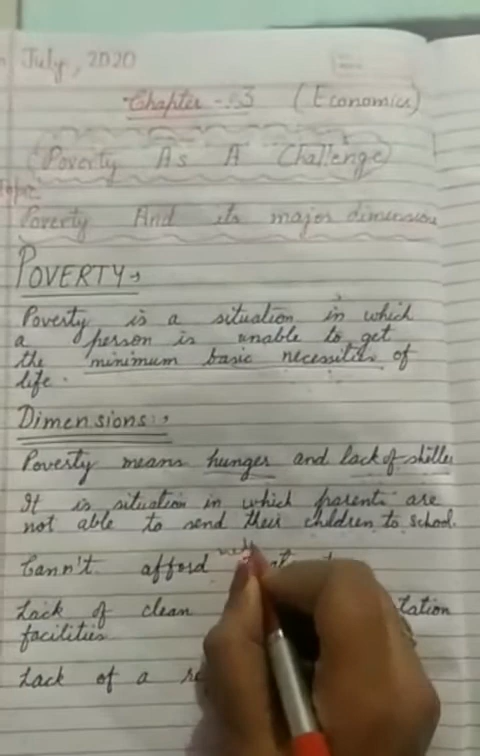 July, 2020
Chapter - 3 (Economics)
(Poverty As A Challenge)
Topic
Poverty And its major dimensions
POVERTY
Poverty is a situation in which
a person is unable to get
the minimum basic necessities of
life.
Dimensions :
Poverty means hunger and lack of skilles
It is situation in which parents are
not able to send their children to school.
Cann't afford
Lack of clean tation
facilities
Lack of a